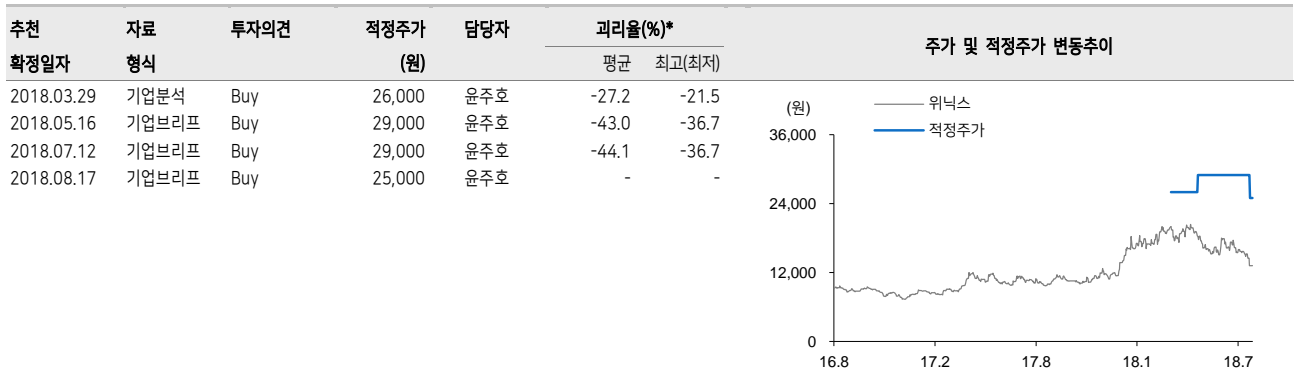 추천 자료 투자의견 적정주가 담당자 괴리율(%)* 주가 및 적정주가 변동추이
확정일자 형식 (원) 평균 최고(최저)
2018.03.29 기업분석 Buy 26,000 윤주호 -27.2 -21.5
2018.05.16 기업브리프 Buy 29,000 윤주호 -43.0 -36.7
2018.07.12 기업브리프 Buy 29,000 윤주호 -44.1 -36.7
2018.08.17 기업브리프 Buy 25,000 윤주호 - -
(원)
위닉스
적정주가
36,000
24,000
12,000
0
16.8 17.2 17.8 18.1 18.7